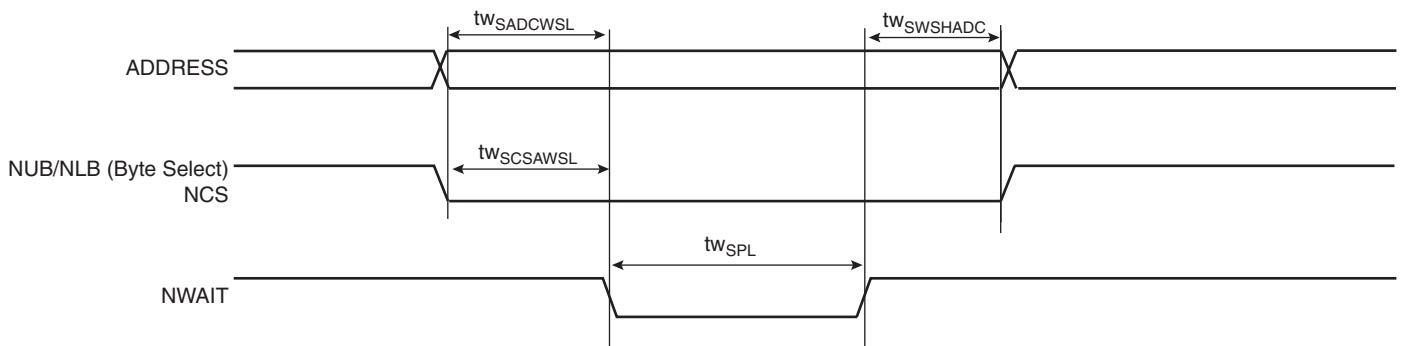 twSADCWSL
twSWSHADC
ADDRESS
NUB/NLB (Byte Select)
NCS
twSCSAWSL
twSPL
NWAIT